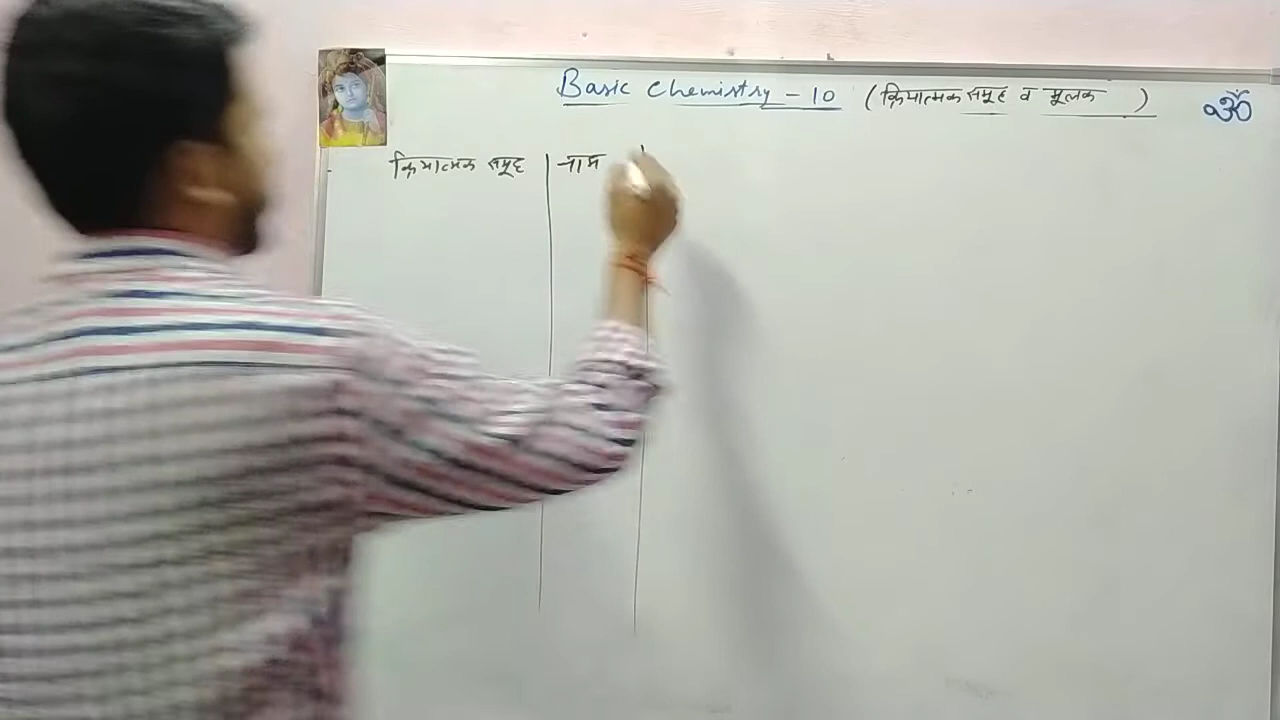 Basic Chemistry - 10 (क्रियात्मक समूह व मूलक) ॐ
क्रियात्मक समूह नाम